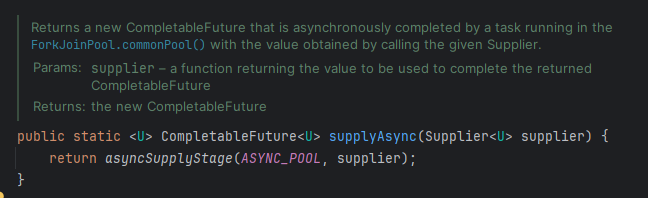 Returns a new CompletableFuture that is asynchronously completed by a task running in the
ForkJoinPool.commonPool() with the value obtained by calling the given Supplier.
Params: supplier – a function returning the value to be used to complete the returned
CompletableFuture
Returns: the new CompletableFuture
public static <U> CompletableFuture<U> supplyAsync(Supplier<U> supplier) {
    return asyncSupplyStage(ASYNC_POOL, supplier);
}